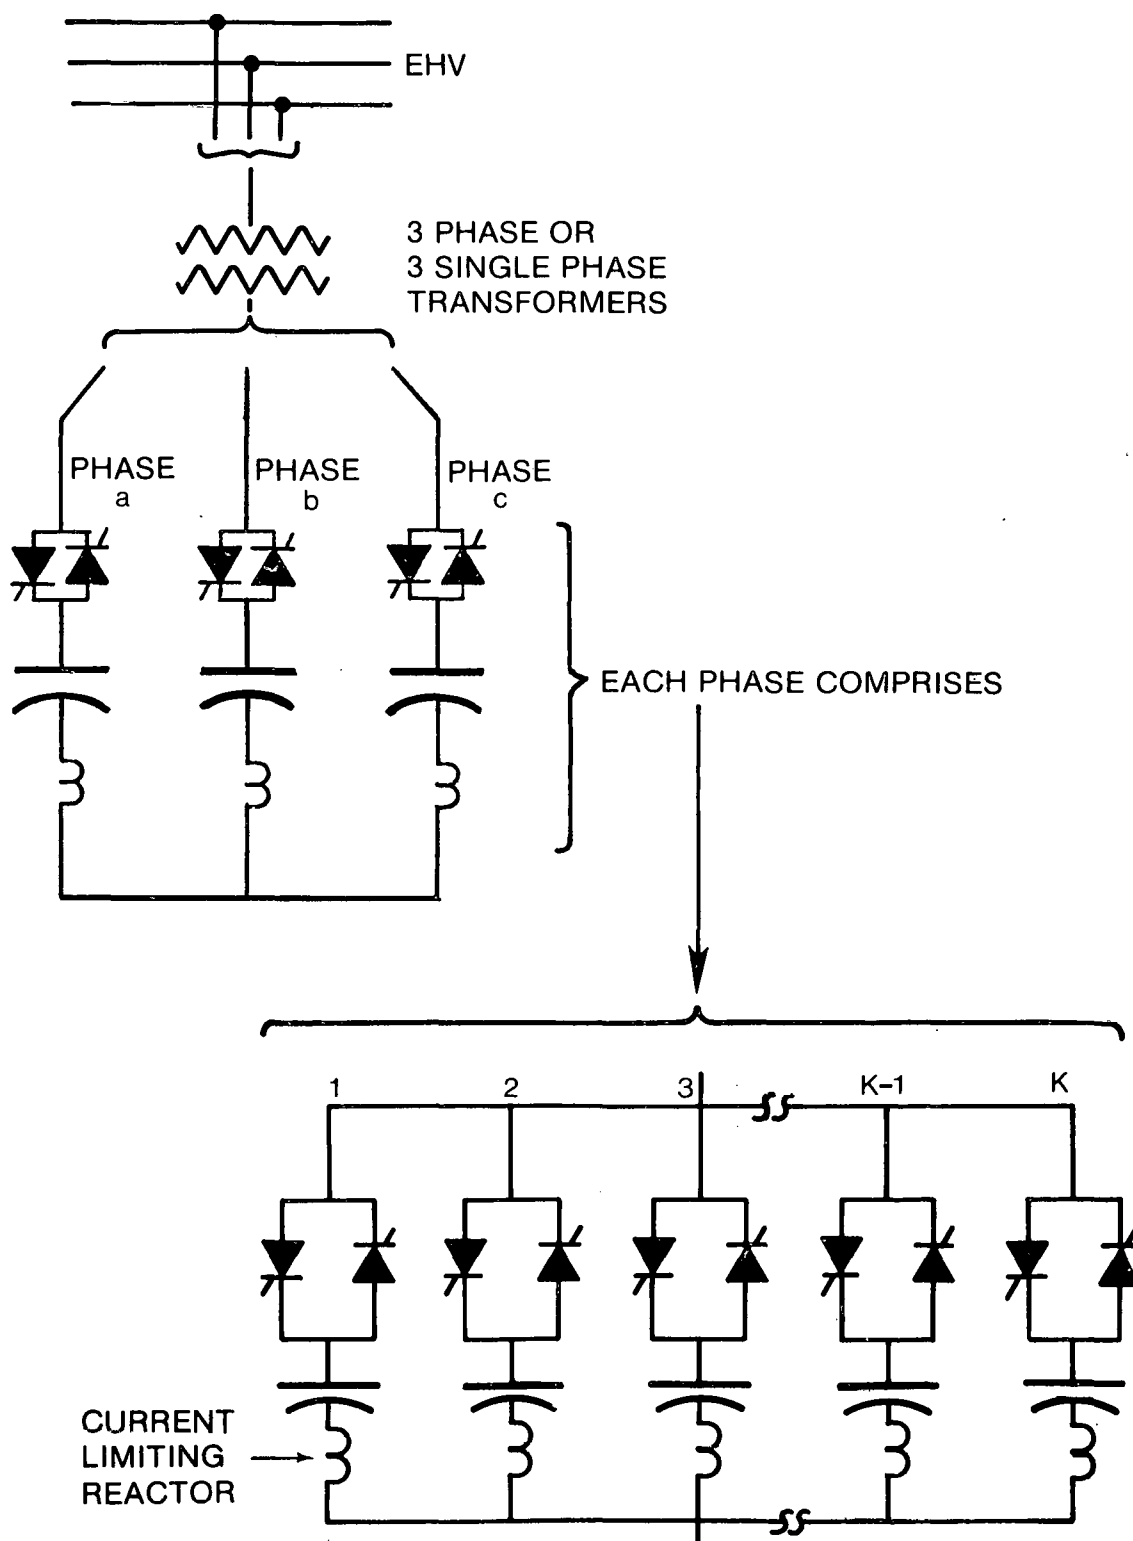 EHV
3 PHASE OR
3 SINGLE PHASE
TRANSFORMERS
PHASE
a
PHASE
b
PHASE
c
EACH PHASE COMPRISES
1
2
3
K-1
K
CURRENT
LIMITING
REACTOR